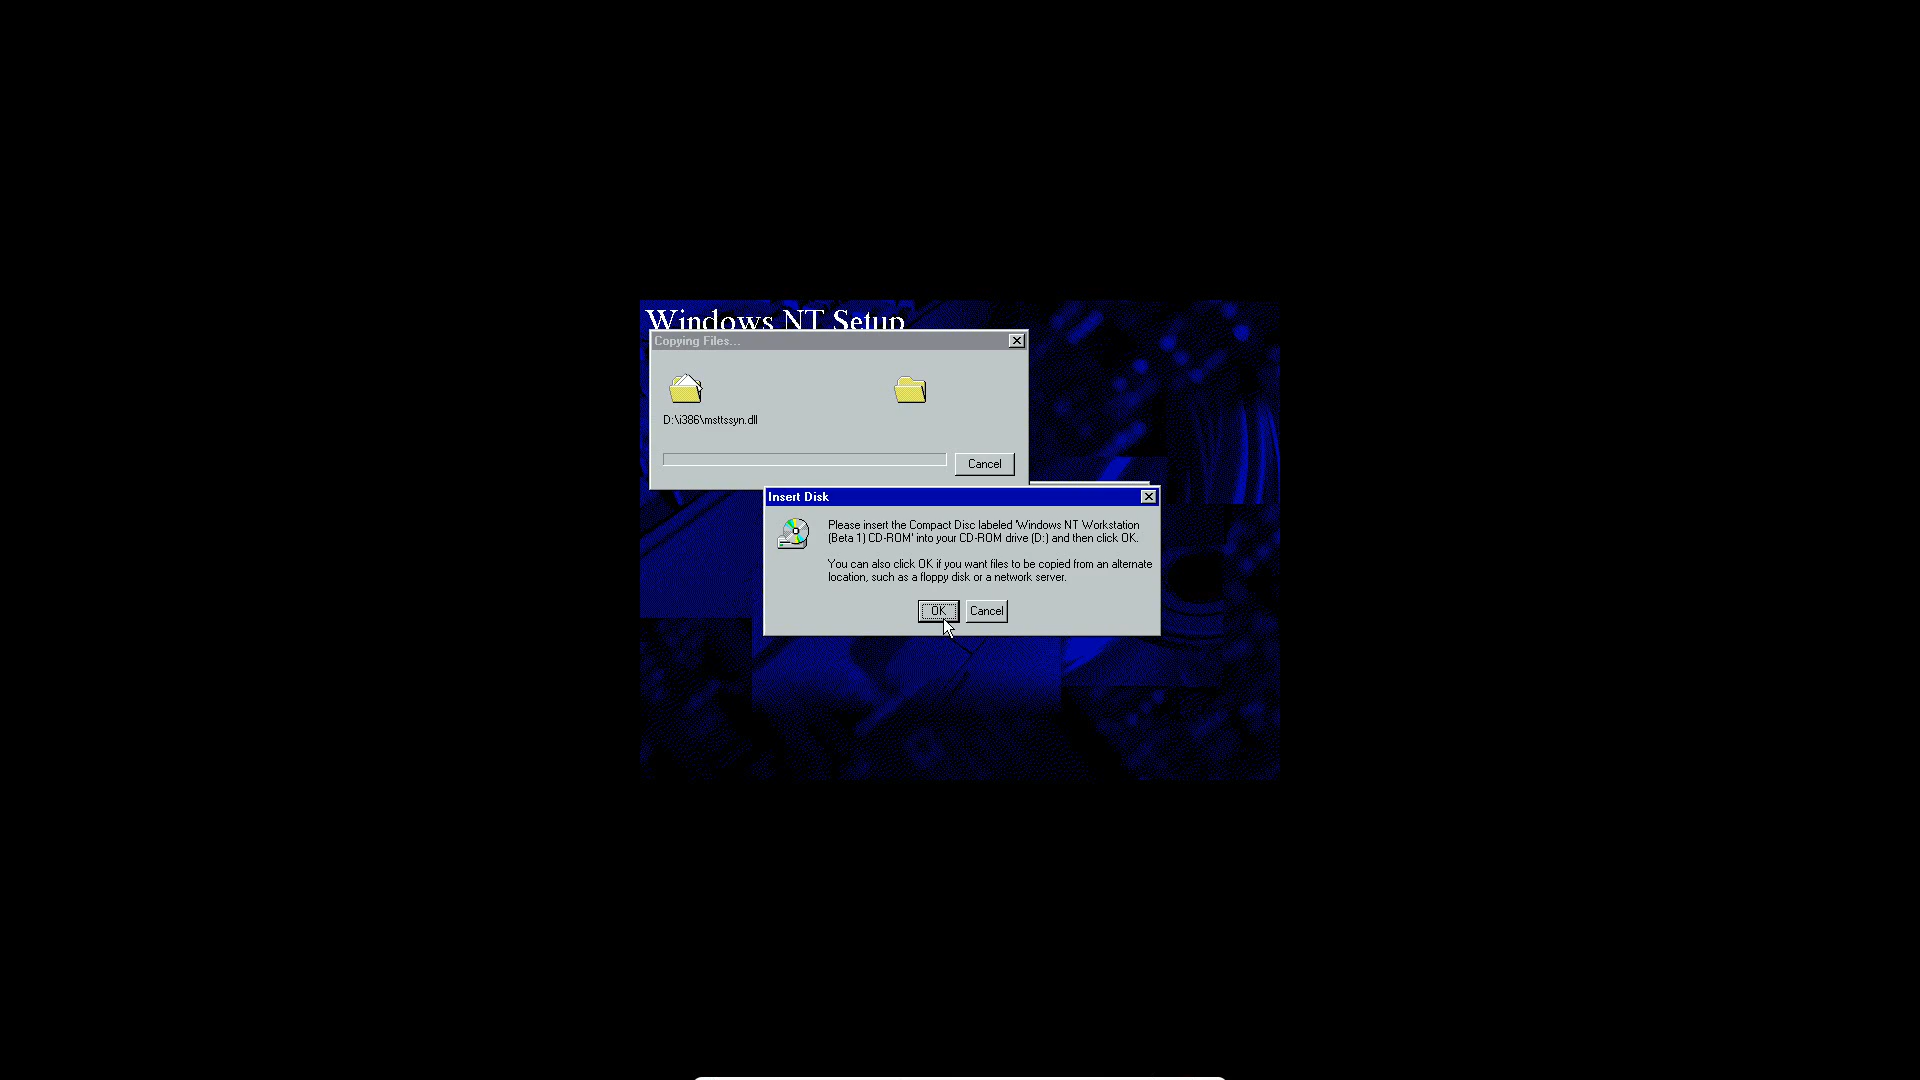 Windows NT Setup
Copying Files...
D:\i386\msttssyn.dll
Cancel
Insert Disk
Please insert the Compact Disc labeled 'Windows NT Workstation
(Beta 1) CD-ROM' into your CD-ROM drive (D:) and then click OK.
You can also click OK if you want files to be copied from an alternate
location, such as a floppy disk or a network server.
OK
Cancel